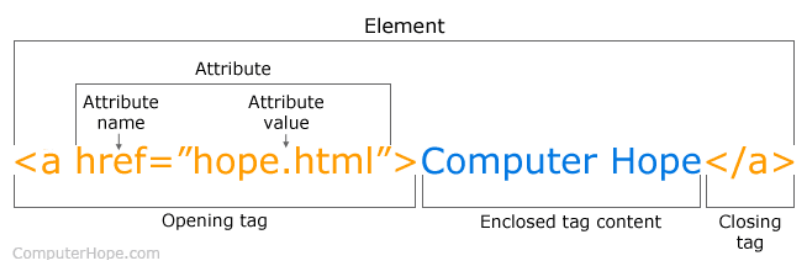 Element
Attribute
Attribute name
Attribute value
<a href=”hope.html”>Computer Hope</a>
Opening tag
Enclosed tag content
Closing tag
ComputerHope.com